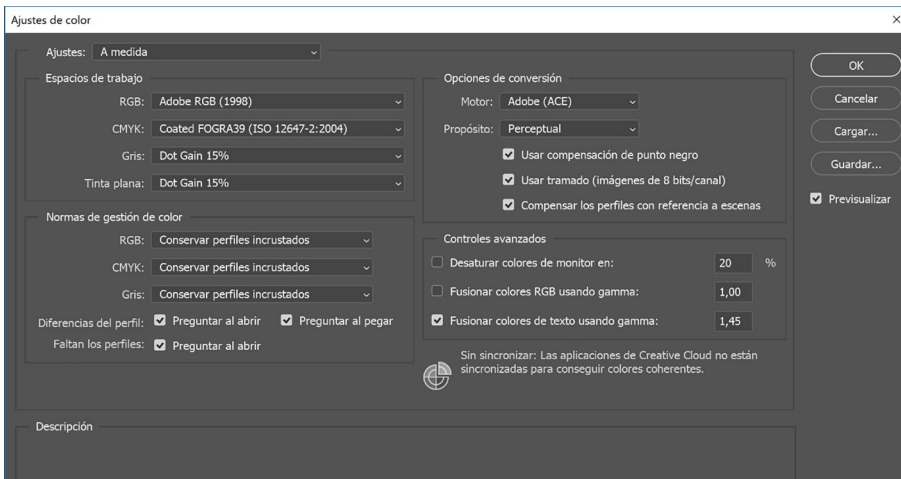 Ajustes de color
Ajustes: A medida
Espacios de trabajo
RGB: Adobe RGB (1998)
CMYK: Coated FOGRA39 (ISO 12647-2:2004)
Gris: Dot Gain 15%
Tinta plana: Dot Gain 15%
Normas de gestión de color
RGB: Conservar perfiles incrustados
CMYK: Conservar perfiles incrustados
Gris: Conservar perfiles incrustados
Diferencias del perfil: Preguntar al abrir Preguntar al pegar
Faltan los perfiles: Preguntar al abrir
Opciones de conversión
Motor: Adobe (ACE)
Propósito: Perceptual
Usar compensación de punto negro
Usar tramado (imágenes de 8 bits/canal)
Compensar los perfiles con referencia a escenas
Controles avanzados
Desaturar colores de monitor en: 20 %
Fusionar colores RGB usando gamma: 1,00
Fusionar colores de texto usando gamma: 1,45
Sin sincronizar: Las aplicaciones de Creative Cloud no están
sincronizadas para conseguir colores coherentes.
OK
Cancelar
Cargar...
Guardar...
Previsualizar
Descripción